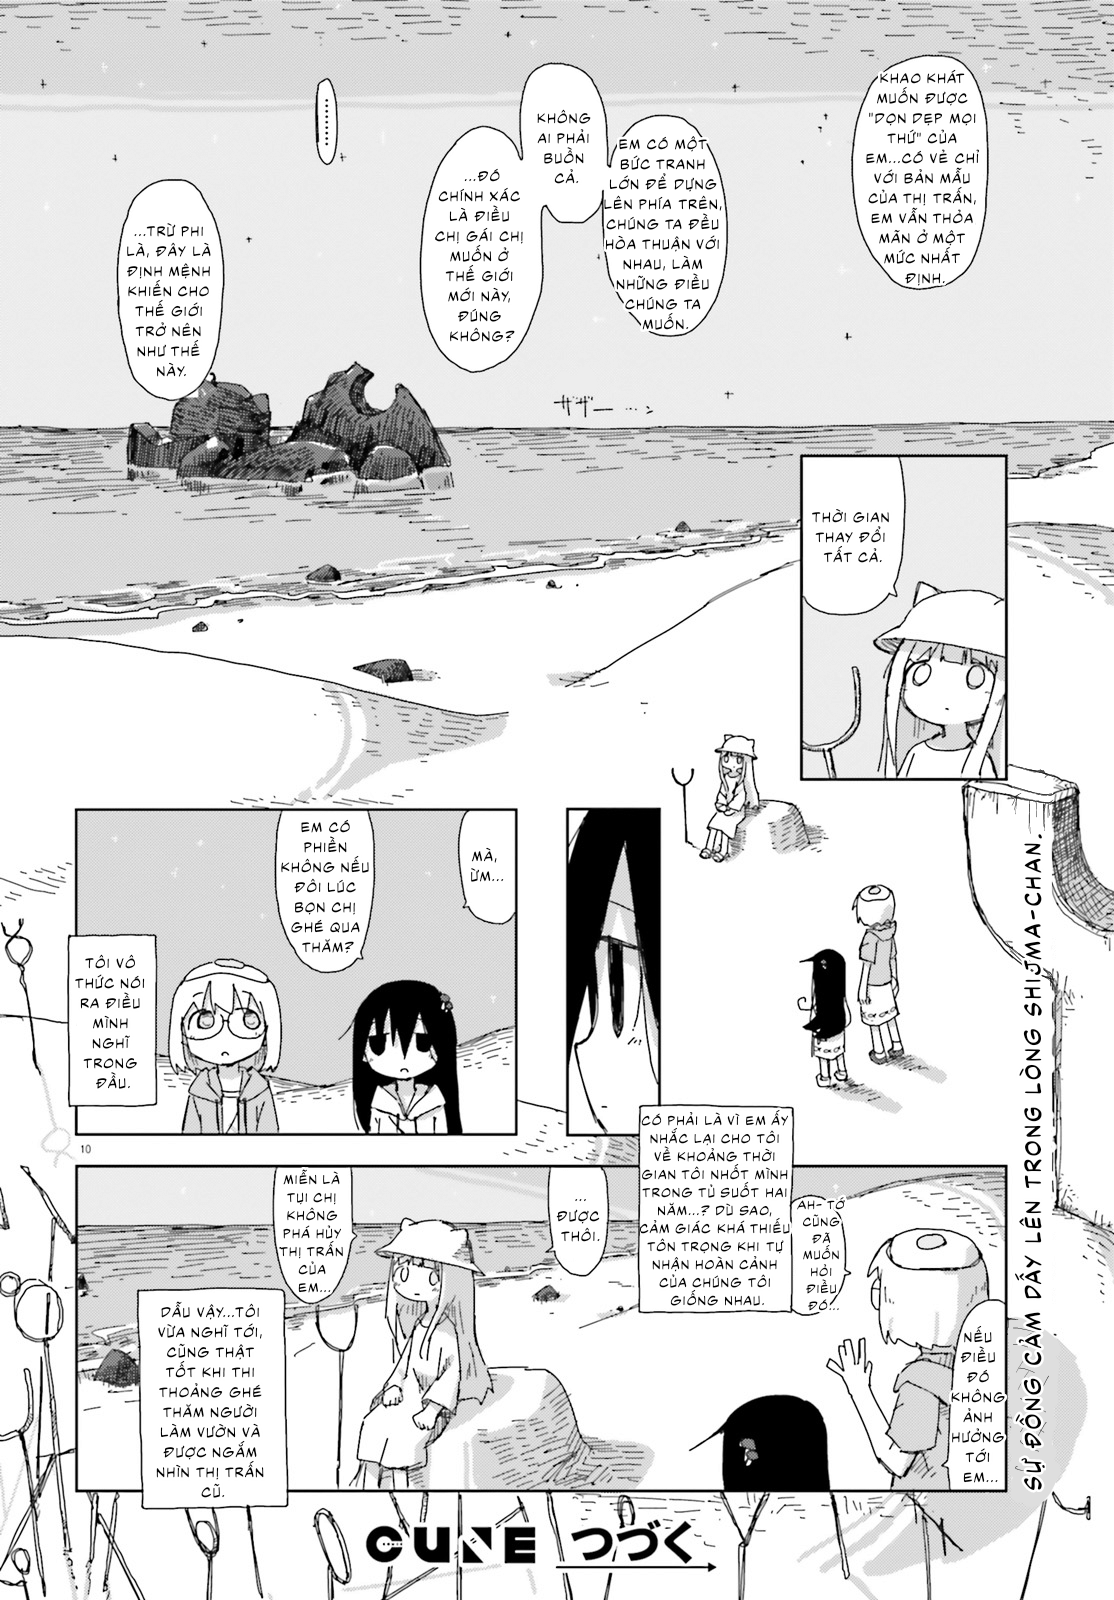 KHAO KHÁT
MUỐN ĐƯỢC
"DỌN DẸP MỌI
THỨ" CỦA
EM...CÓ VẺ CHỈ
VỚI BẢN MẪU
CỦA THỊ TRẤN,
EM VẪN THỎA
MÃN Ở MỘT
MỨC NHẤT
ĐỊNH.
EM CÓ MỘT
BỨC TRANH
LỚN ĐỂ DỰNG
LÊN PHÍA TRÊN,
CHÚNG TA ĐỀU
HÒA THUẬN VỚI
NHAU, LÀM
NHỮNG ĐIỀU
CHÚNG TA
MUỐN.
KHÔNG
AI PHẢI
BUỒN
CẢ.
...ĐÓ
CHÍNH XÁC
LÀ ĐIỀU
CHỊ GÁI CHỊ
MUỐN Ở
THẾ GIỚI
MỚI NÀY,
ĐÚNG
KHÔNG?
.........
...TRỪ PHI
LÀ, ĐÂY LÀ
ĐỊNH MỆNH
KHIẾN CHO
THẾ GIỚI
TRỞ NÊN
NHƯ THẾ
NÀY.
ザザー…ン
THỜI GIAN
THAY ĐỔI
TẤT CẢ.
MÀ,
ỪM...
EM CÓ
PHIỀN
KHÔNG NẾU
ĐÔI LÚC
BỌN CHỊ
GHÉ QUA
THĂM?
TÔI VÔ
THỨC NÓI
RA ĐIỀU
MÌNH
NGHĨ
TRONG
ĐẦU.
10
NẾU
ĐIỀU
ĐÓ
KHÔNG
ẢNH
HƯỞNG
TỚI
EM...
AH- TỚ
CŨNG
ĐÃ
MUỐN
HỎI
ĐIỀU
ĐÓ...
CÓ PHẢI LÀ VÌ EM ẤY
NHẮC LẠI CHO TÔI
VỀ KHOẢNG THỜI
GIAN TÔI NHỐT MÌNH
TRONG TỦ SUỐT HAI
NĂM...? DÙ SAO,
CẢM GIÁC KHÁ THIẾU
TÔN TRỌNG KHI TỰ
NHẬN HOÀN CẢNH
CỦA CHÚNG TÔI
GIỐNG NHAU.
...
ĐƯỢC
THÔI.
MIỄN LÀ
TỤI CHỊ
KHÔNG
PHÁ HỦY
THỊ TRẤN
CỦA
EM...
DẪU VẬY...TÔI
VỪA NGHĨ TỚI,
CŨNG THẬT
TỐT KHI THI
THOẢNG GHÉ
THĂM NGƯỜI
LÀM VƯỜN VÀ
ĐƯỢC NGẮM
NHÌN THỊ TRẤN
CŨ.
SỰ ĐỒNG CẢM DẤY LÊN TRONG LÒNG SHIJMA-CHAN.
CUNE つづく